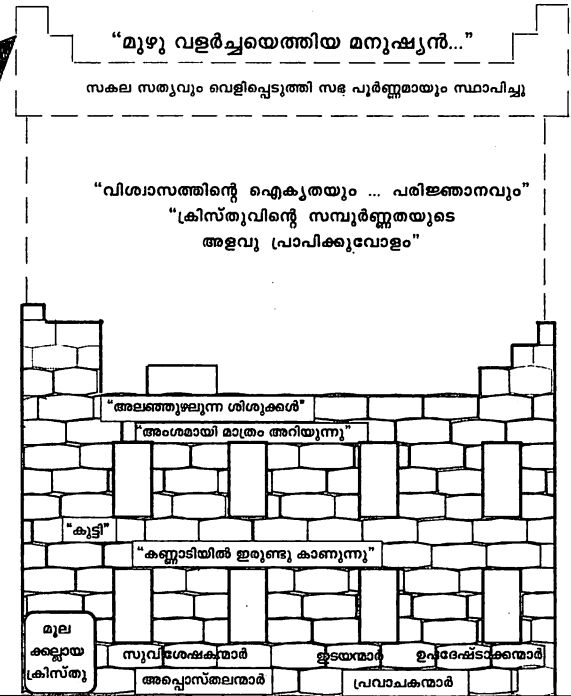 “മുഴു വളർച്ചയെത്തിയ മനുഷ്യൻ...”
സകല സത്യവും വെളിപ്പെടുത്തി സഭ പൂർണ്ണമായും സ്ഥാപിച്ചു
“വിശ്വാസത്തിന്റെ ഐക്യതയും ... പരിജ്ഞാനവും”
“ക്രിസ്തുവിന്റെ സമ്പൂർണ്ണതയുടെ
അളവു പ്രാപിക്കുവോളം”
“അലഞ്ഞുഴലുന്ന ശിശുക്കൾ”
“അംശമായി മാത്രം അറിയുന്നു”
“കുട്ടി”
“കണ്ണാടിയിൽ ഇരുണ്ടു കാണുന്നു”
മൂല
ക്കല്ലായ
ക്രിസ്തു
സുവിശേഷകന്മാർ ഇടയന്മാർ ഉപദേഷ്ടാക്കന്മാർ
അപ്പൊസ്തലന്മാർ പ്രവാചകന്മാർ